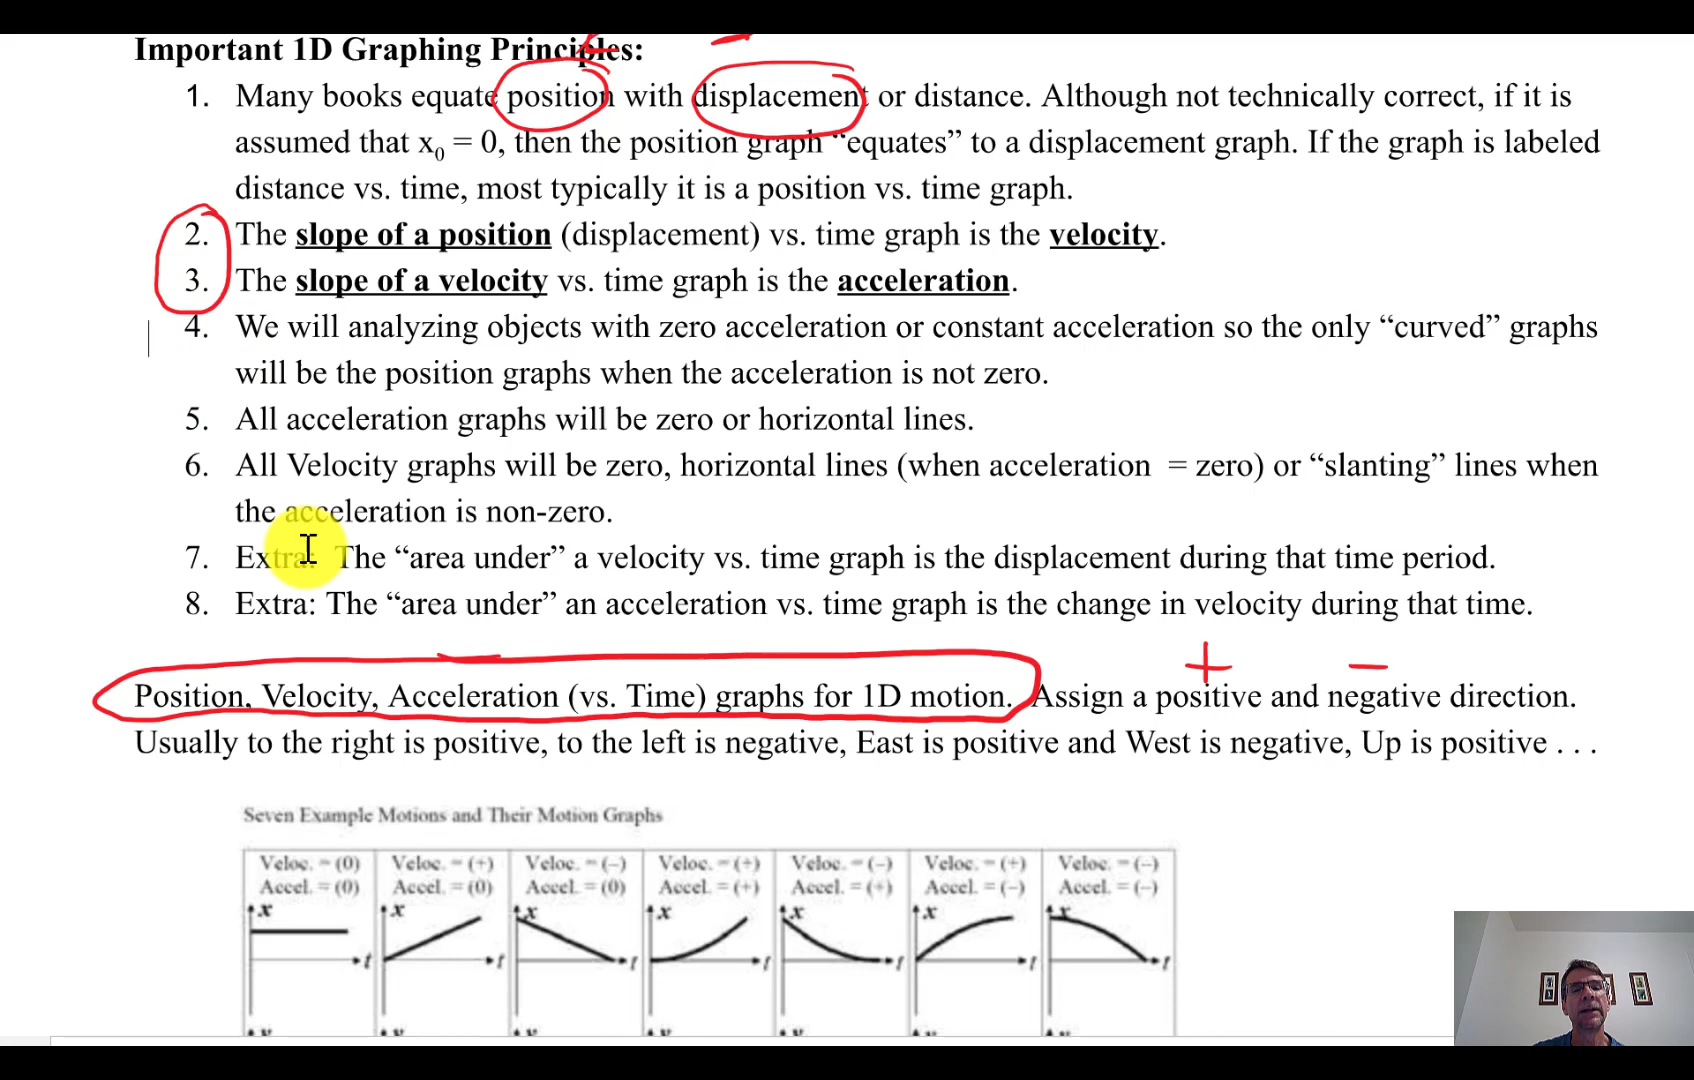 Important 1D Graphing Principles:
1. Many books equate position with displacement or distance. Although not technically correct, if it is
assumed that x₀ = 0, then the position graph “equates” to a displacement graph. If the graph is labeled
distance vs. time, most typically it is a position vs. time graph.
2. The slope of a position (displacement) vs. time graph is the velocity.
3. The slope of a velocity vs. time graph is the acceleration.
4. We will analyzing objects with zero acceleration or constant acceleration so the only “curved” graphs
will be the position graphs when the acceleration is not zero.
5. All acceleration graphs will be zero or horizontal lines.
6. All Velocity graphs will be zero, horizontal lines (when acceleration = zero) or “slanting” lines when
the acceleration is non-zero.
7. Extra: The “area under” a velocity vs. time graph is the displacement during that time period.
8. Extra: The “area under” an acceleration vs. time graph is the change in velocity during that time.
+ −
Position, Velocity, Acceleration (vs. Time) graphs for 1D motion. Assign a positive and negative direction.
Usually to the right is positive, to the left is negative, East is positive and West is negative, Up is positive . . .
Seven Example Motions and Their Motion Graphs
Veloc. = (0) Veloc. = (+) Veloc. = (−) Veloc. = (+) Veloc. = (−) Veloc. = (+) Veloc. = (−)
Accel. = (0) Accel. = (0) Accel. = (0) Accel. = (+) Accel. = (+) Accel. = (−) Accel. = (−)
x x x x x x x
t t t t t t t